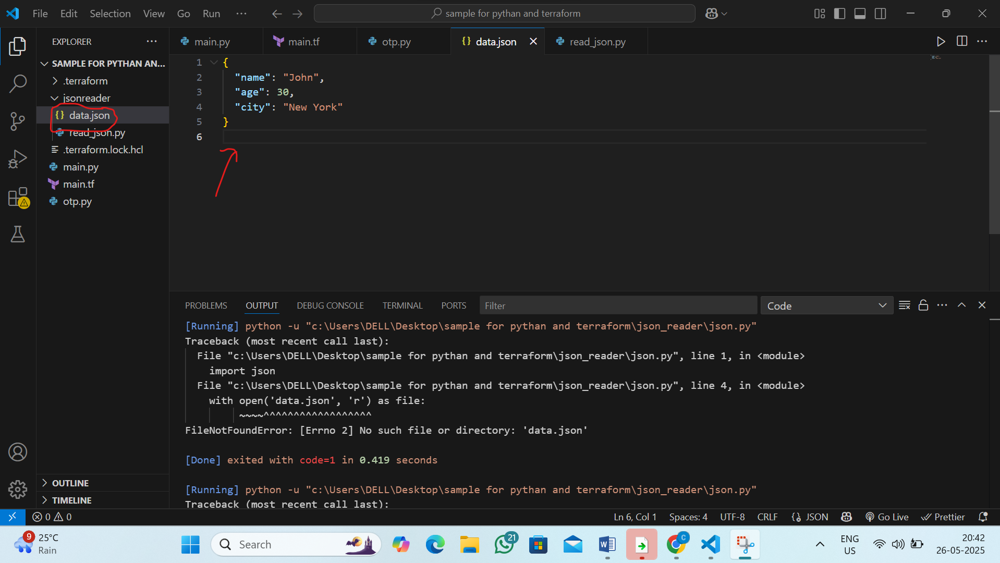 File Edit Selection View Go Run ··· sample for pythan and terraform
EXPLORER ···
main.py main.tf otp.py data.json read_json.py ···
SAMPLE FOR PYTHAN AN...
.terraform
jsonreader
data.json
read_json.py
.terraform.lock.hcl
main.py
main.tf
otp.py
OUTLINE
TIMELINE
1 {
2 "name": "John",
3 "age": 30,
4 "city": "New York"
5 }
6
PROBLEMS OUTPUT DEBUG CONSOLE TERMINAL PORTS Filter Code ···
[Running] python -u "c:\Users\DELL\Desktop\sample for pythan and terraform\json_reader\json.py"
Traceback (most recent call last):
File "c:\Users\DELL\Desktop\sample for pythan and terraform\json_reader\json.py", line 1, in <module>
import json
File "c:\Users\DELL\Desktop\sample for pythan and terraform\json_reader\json.py", line 4, in <module>
with open('data.json', 'r') as file:
~~~~^^^^^^^^^^^^^^^^^^
FileNotFoundError: [Errno 2] No such file or directory: 'data.json'
[Done] exited with code=1 in 0.419 seconds
[Running] python -u "c:\Users\DELL\Desktop\sample for pythan and terraform\json_reader\json.py"
Traceback (most recent call last):
0 0 Ln 6, Col 1 Spaces: 4 UTF-8 CRLF JSON Go Live Prettier
9 25°C
Rain
Search
21
C
ENG
US
20:42
26-05-2025